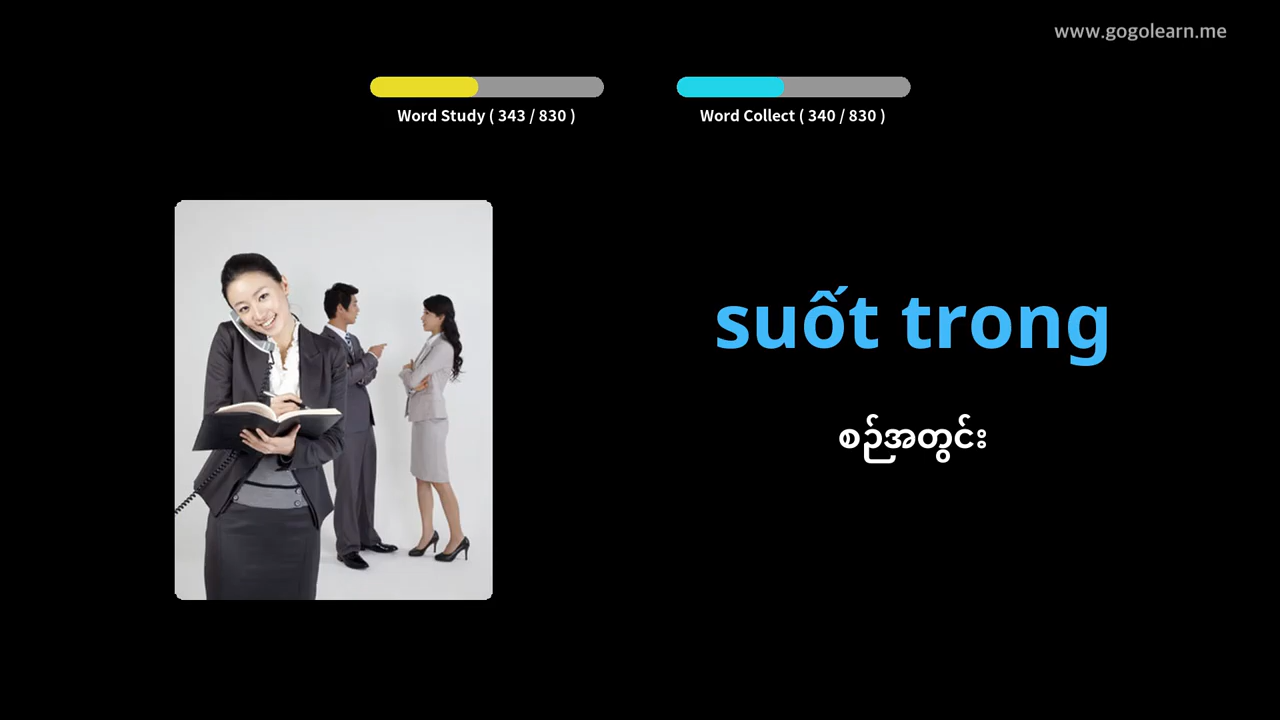 www.gogolearn.me
Word Study ( 343 / 830 )
Word Collect ( 340 / 830 )
suốt trong
စဉ်အတွင်း